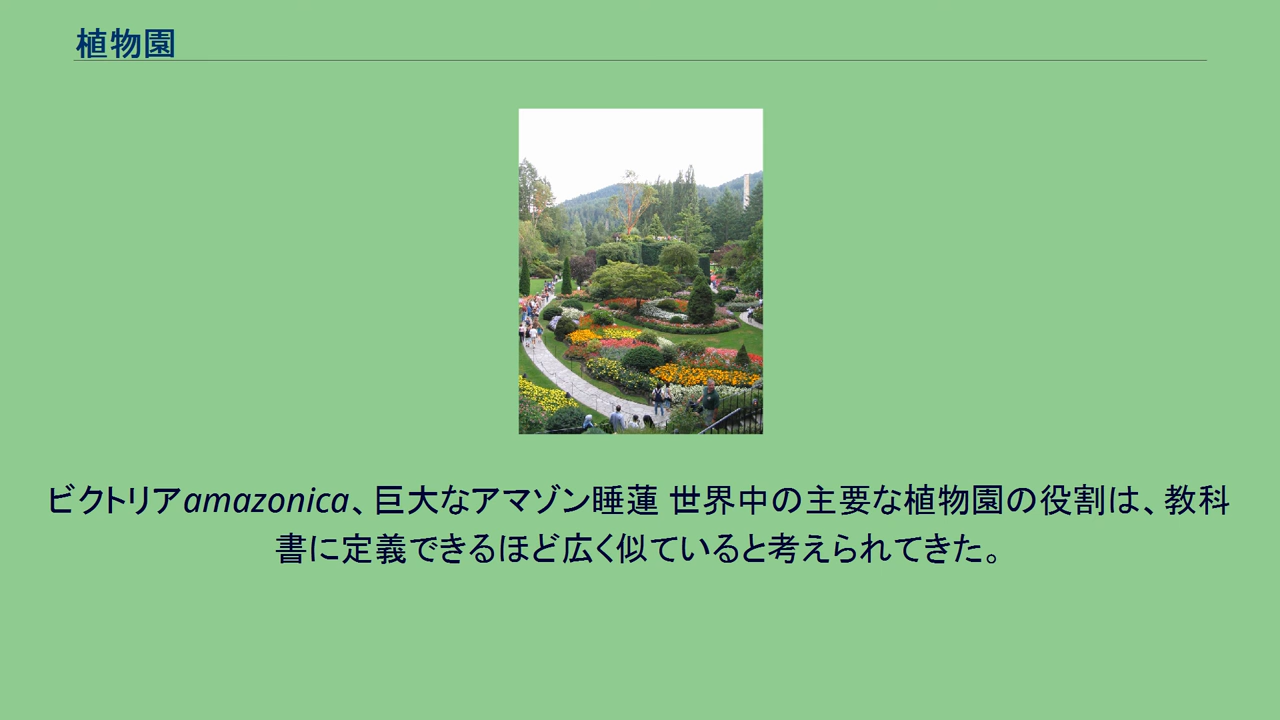 植物園
ビクトリアamazonica、巨大なアマゾン睡蓮 世界中の主要な植物園の役割は、教科
書に定義できるほど広く似ていると考えられてきた。